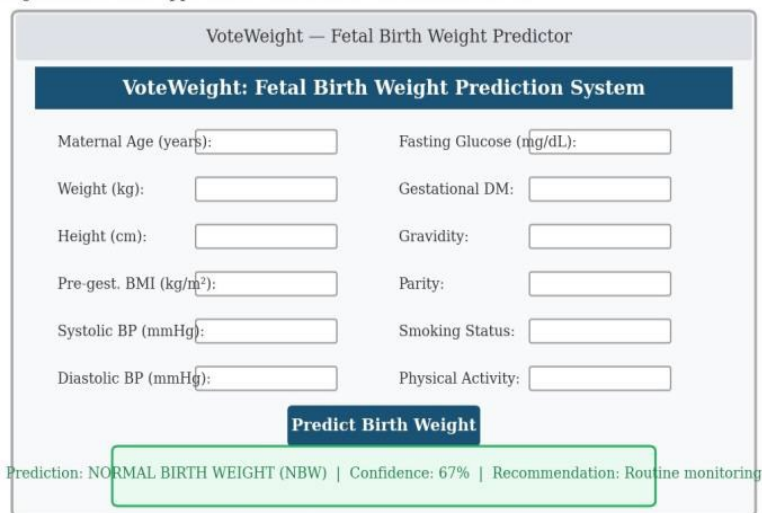 VoteWeight — Fetal Birth Weight Predictor
VoteWeight: Fetal Birth Weight Prediction System
Maternal Age (years):
Fasting Glucose (mg/dL):
Weight (kg):
Gestational DM:
Height (cm):
Gravidity:
Pre-gest. BMI (kg/m²):
Parity:
Systolic BP (mmHg):
Smoking Status:
Diastolic BP (mmHg):
Physical Activity:
Predict Birth Weight
Prediction: NORMAL BIRTH WEIGHT (NBW) | Confidence: 67% | Recommendation: Routine monitoring